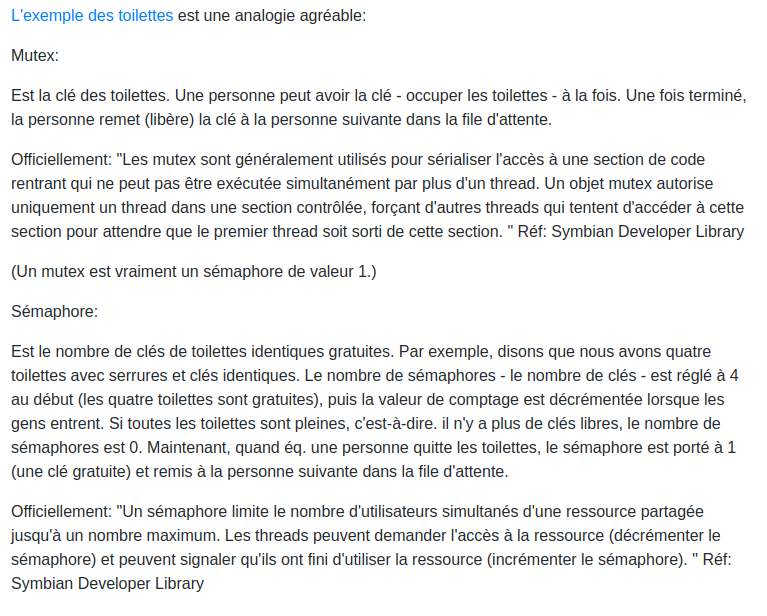 L'exemple des toilettes est une analogie agréable:
Mutex:
Est la clé des toilettes. Une personne peut avoir la clé - occuper les toilettes - à la fois. Une fois terminé,
la personne remet (libère) la clé à la personne suivante dans la file d'attente.
Officiellement: "Les mutex sont généralement utilisés pour sérialiser l'accès à une section de code
rentrant qui ne peut pas être exécutée simultanément par plus d'un thread. Un objet mutex autorise
uniquement un thread dans une section contrôlée, forçant d'autres threads qui tentent d'accéder à cette
section pour attendre que le premier thread soit sorti de cette section. " Réf: Symbian Developer Library
(Un mutex est vraiment un sémaphore de valeur 1.)
Sémaphore:
Est le nombre de clés de toilettes identiques gratuites. Par exemple, disons que nous avons quatre
toilettes avec serrures et clés identiques. Le nombre de sémaphores - le nombre de clés - est réglé à 4
au début (les quatre toilettes sont gratuites), puis la valeur de comptage est décrémentée lorsque les
gens entrent. Si toutes les toilettes sont pleines, c'est-à-dire. il n'y a plus de clés libres, le nombre de
sémaphores est 0. Maintenant, quand éq. une personne quitte les toilettes, le sémaphore est porté à 1
(une clé gratuite) et remis à la personne suivante dans la file d'attente.
Officiellement: "Un sémaphore limite le nombre d'utilisateurs simultanés d'une ressource partagée
jusqu'à un nombre maximum. Les threads peuvent demander l'accès à la ressource (décrémenter le
sémaphore) et peuvent signaler qu'ils ont fini d'utiliser la ressource (incrémenter le sémaphore). " Réf:
Symbian Developer Library